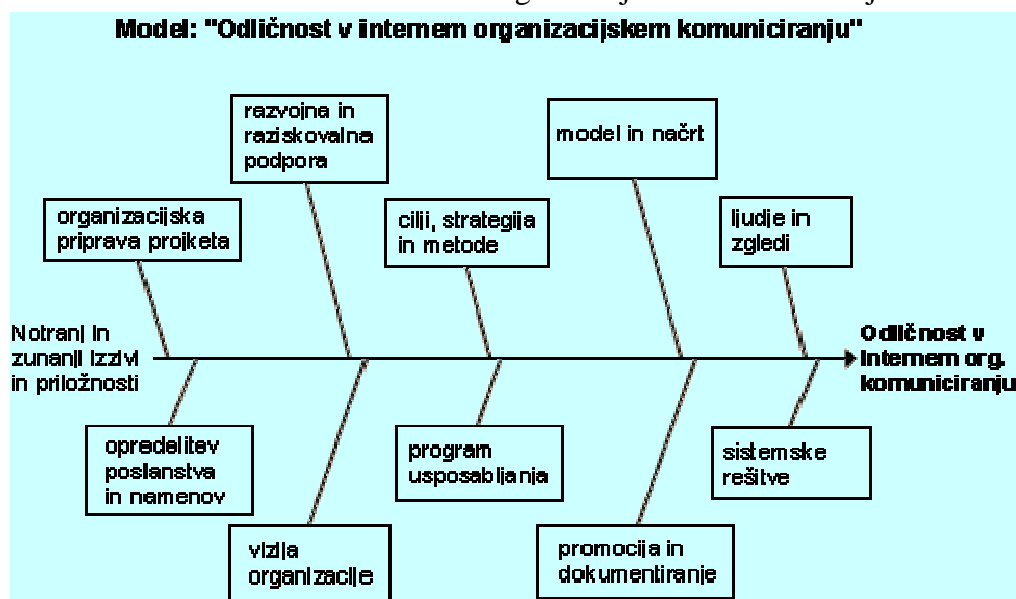 Model: "Odličnost v internem organizacijskem komuniciranju"
razvojna in
raziskovalna
podpora
model in načrt
organizacijska
priprava projketa
cilji, strategija
in metode
ljudje in
zgledi
Notranji in
zunanji izzivi
in priložnosti
Odličnost v
internem org.
komuniciranju
opredelitev
poslanstva
in namenov
program
usposabljanja
sistemske
rešitve
vizija
organizacije
promocija in
dokumentiranje